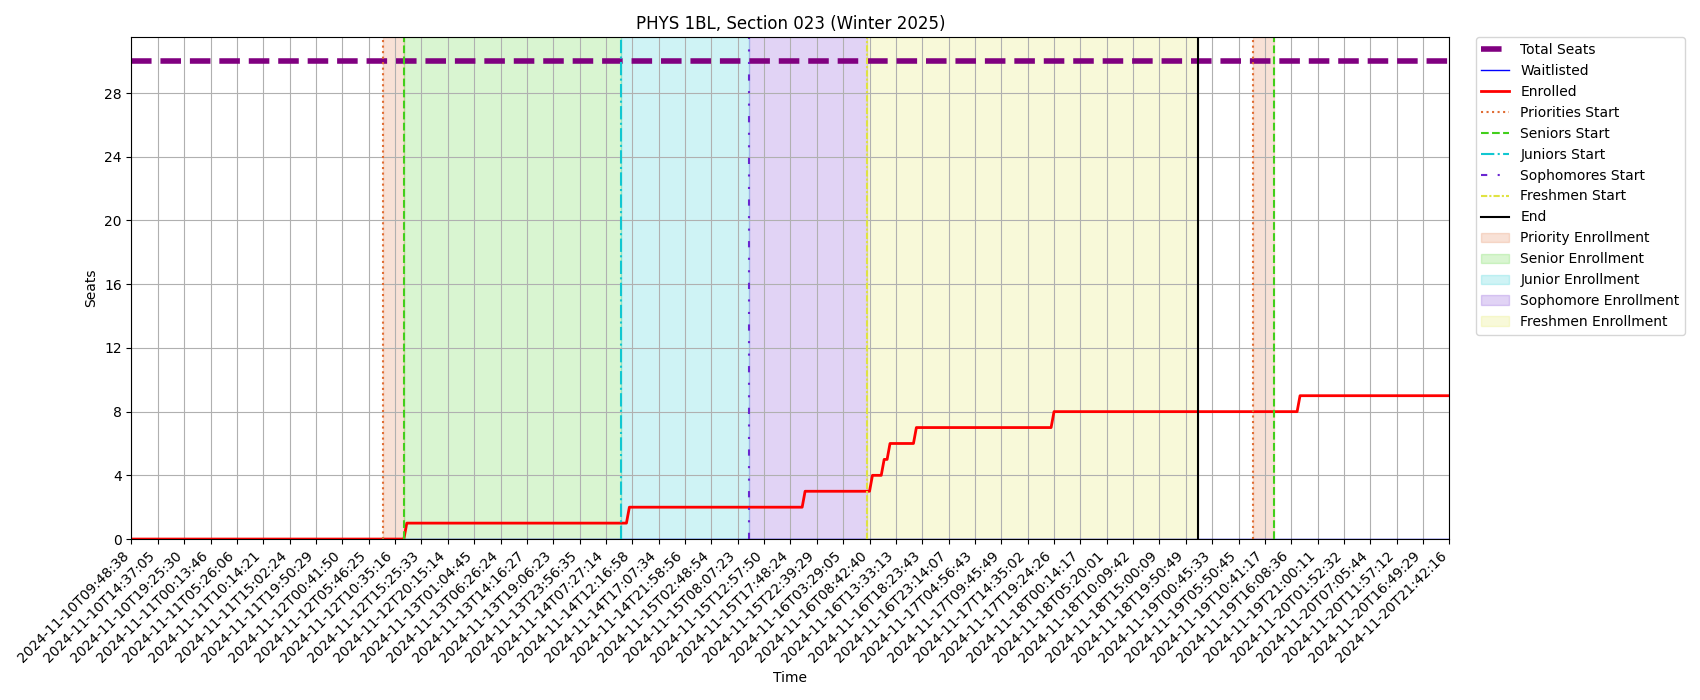 PHYS 1BL, Section 023 (Winter 2025)
Seats
28
24
20
16
12
8
4
0
2024-11-10T09:48:38
2024-11-10T14:37:05
2024-11-10T19:25:30
2024-11-11T00:13:46
2024-11-11T05:26:06
2024-11-11T10:14:21
2024-11-11T15:02:24
2024-11-11T19:50:29
2024-11-12T00:41:50
2024-11-12T05:46:25
2024-11-12T10:35:16
2024-11-12T15:25:33
2024-11-12T20:15:14
2024-11-13T01:04:45
2024-11-13T06:26:24
2024-11-13T14:16:27
2024-11-13T19:06:23
2024-11-13T23:56:35
2024-11-14T07:27:14
2024-11-14T12:16:58
2024-11-14T17:07:34
2024-11-14T21:58:56
2024-11-15T02:48:54
2024-11-15T08:07:23
2024-11-15T12:57:50
2024-11-15T17:48:24
2024-11-15T22:39:29
2024-11-16T03:29:05
2024-11-16T08:42:40
2024-11-16T13:33:13
2024-11-16T18:23:43
2024-11-16T23:14:07
2024-11-17T04:56:43
2024-11-17T09:45:49
2024-11-17T14:35:02
2024-11-17T19:24:26
2024-11-18T00:14:17
2024-11-18T05:20:01
2024-11-18T10:09:42
2024-11-18T15:00:09
2024-11-18T19:50:49
2024-11-19T00:45:33
2024-11-19T05:50:45
2024-11-19T10:41:17
2024-11-19T16:08:36
2024-11-19T21:00:11
2024-11-20T01:52:32
2024-11-20T07:05:44
2024-11-20T11:57:12
2024-11-20T16:49:29
2024-11-20T21:42:16
Time
Total Seats
Waitlisted
Enrolled
Priorities Start
Seniors Start
Juniors Start
Sophomores Start
Freshmen Start
End
Priority Enrollment
Senior Enrollment
Junior Enrollment
Sophomore Enrollment
Freshmen Enrollment